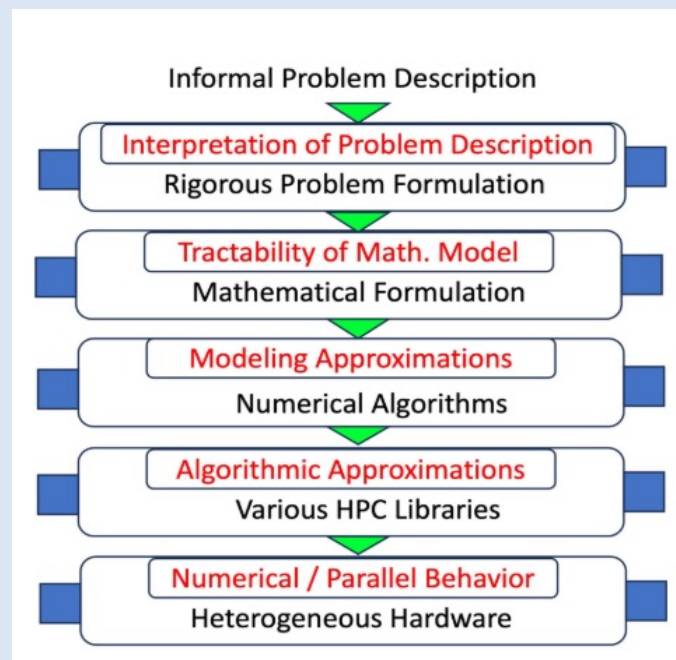 Informal Problem Description
Interpretation of Problem Description
Rigorous Problem Formulation
Tractability of Math. Model
Mathematical Formulation
Modeling Approximations
Numerical Algorithms
Algorithmic Approximations
Various HPC Libraries
Numerical / Parallel Behavior
Heterogeneous Hardware